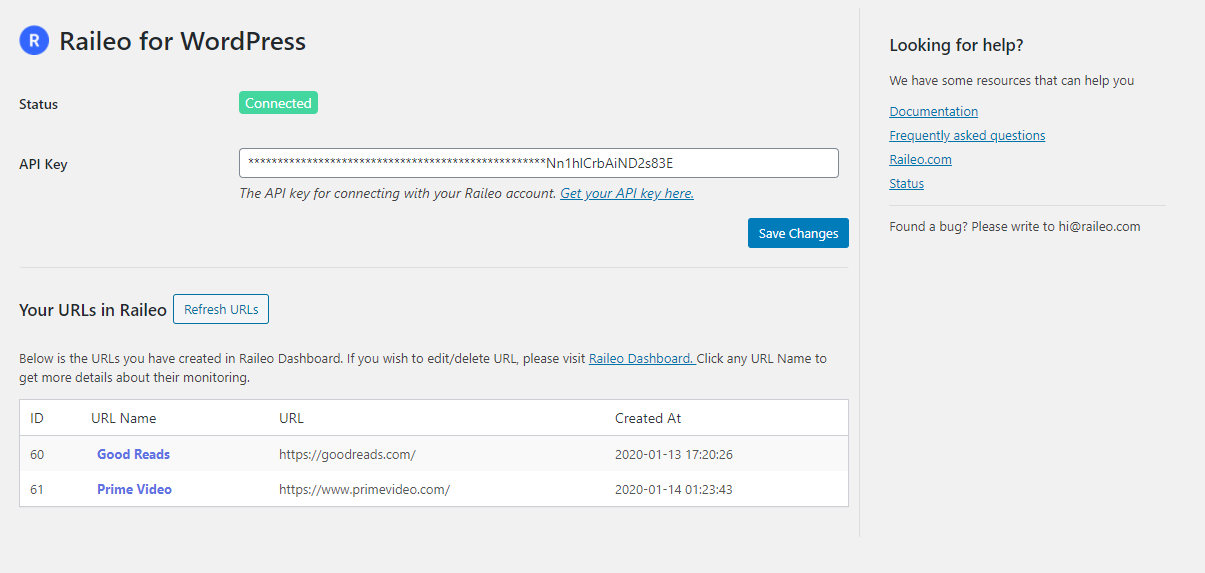 R Raileo for WordPress
Status Connected
API Key **************************************************Nn1hlCrbAiND2s83E
The API key for connecting with your Raileo account. Get your API key here.
Save Changes
Your URLs in Raileo Refresh URLs
Below is the URLs you have created in Raileo Dashboard. If you wish to edit/delete URL, please visit Raileo Dashboard. Click any URL Name to
get more details about their monitoring.
ID URL Name URL Created At
60 Good Reads https://goodreads.com/ 2020-01-13 17:20:26
61 Prime Video https://www.primevideo.com/ 2020-01-14 01:23:43
Looking for help?
We have some resources that can help you
Documentation
Frequently asked questions
Raileo.com
Status
Found a bug? Please write to hi@raileo.com